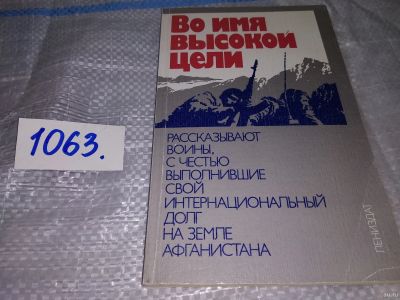 Во имя
высокой
цели
РАССКАЗЫВАЮТ
ВОИНЫ,
С ЧЕСТЬЮ
ВЫПОЛНИВШИЕ
СВОЙ
ИНТЕРНАЦИОНАЛЬНЫЙ
ДОЛГ
НА ЗЕМЛЕ
АФГАНИСТАНА
ЛЕНИЗДАТ
1063.